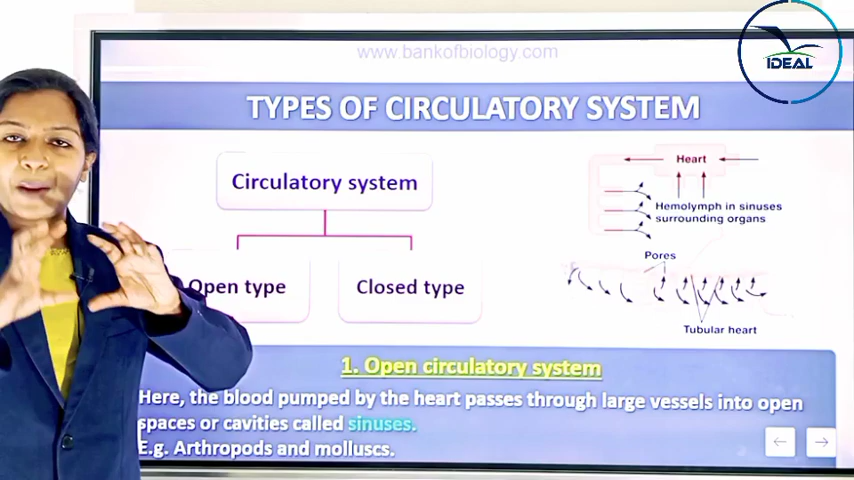 www.bankofbiology.com
IDEAL
TYPES OF CIRCULATORY SYSTEM
Circulatory system
Open type
Closed type
Heart
Hemolymph in sinuses
surrounding organs
Pores
Tubular heart
1. Open circulatory system
Here, the blood pumped by the heart passes through large vessels into open
spaces or cavities called sinuses.
E.g. Arthropods and molluscs.